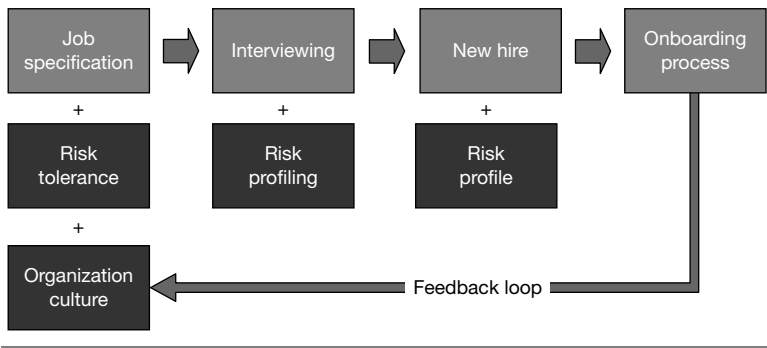 Job
specification
Interviewing
New hire
Onboarding
process
+
+
+
Risk
tolerance
Risk
profiling
Risk
profile
+
Organization
culture
Feedback loop